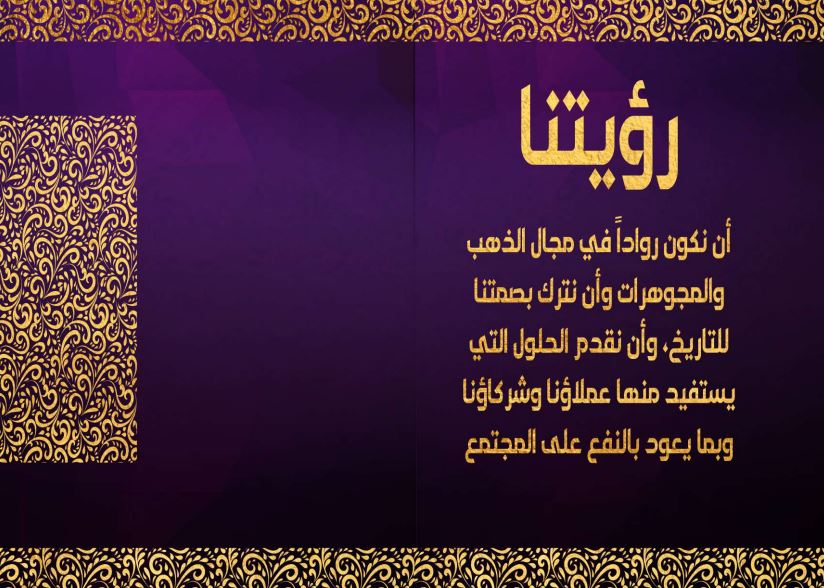 رؤيتنا
أن نكون رواداً في مجال الذهب
والمجوهرات وأن نترك بصمتنا
للتاريخ، وأن نقدم الحلول التي
يستفيد منها عملاؤنا وشركاؤنا
وبما يعود بالنفع على المجتمع